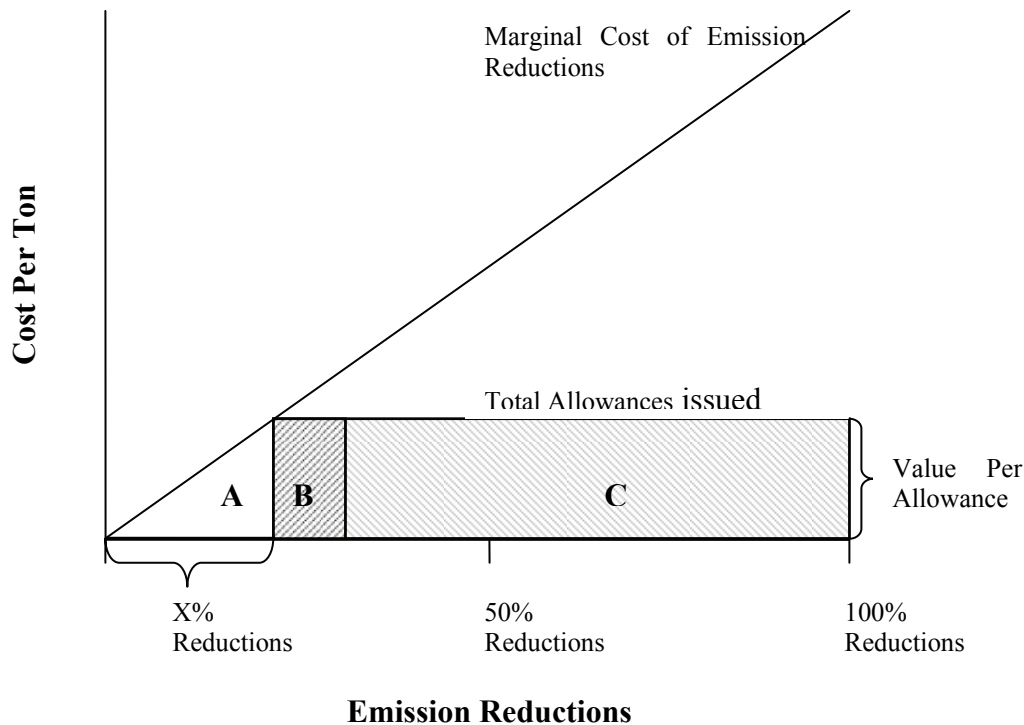 Marginal Cost of Emission
Reductions
Cost Per Ton
Total Allowances issued
A
B
C
Value Per
Allowance
X%
Reductions
50%
Reductions
100%
Reductions
Emission Reductions